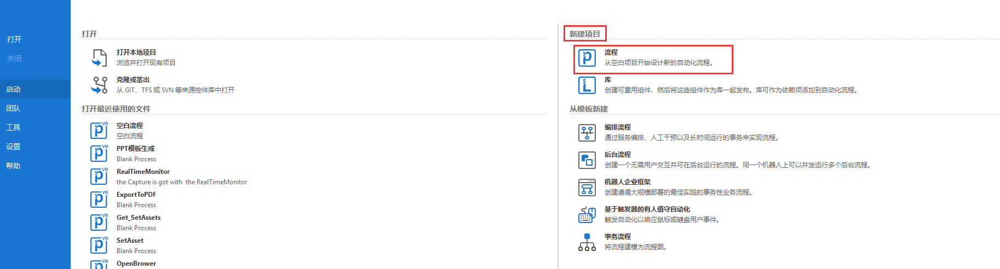 打开
关闭
启动
团队
工具
设置
帮助
打开
打开本地项目
浏览并打开现有项目
克隆或签出
从 GIT、TFS 或 SVN 等来源控件库中打开
打开最近使用的文件
VB
空白流程
空白流程
VB
PPT模板生成
Blank Process
VB
RealTimeMonitor
the Capture is got with the RealTimeMonitor
VB
ExportToPDF
Blank Process
VB
Get_SetAssets
Blank Process
VB
SetAsset
Blank Process
VB
OpenBrower
新建项目
流程
从空白项目开始设计新的自动化流程。
库
创建可重用组件，然后将这些组件作为库一起发布。库可作为依赖项添加到自动化流程。
从模板新建
编排流程
通过服务编排、人工干预以及长时间运行的事务来实现流程。
后台流程
创建一个无需用户交互并可在后台运行的流程。同一个机器人上可以并发运行多个后台流程。
机器人企业框架
创建遵循大规模部署的最佳实践的事务性业务流程。
基于触发器的有人值守自动化
触发自动化以响应鼠标或键盘用户事件。
事务流程
将流程建模为流程图。